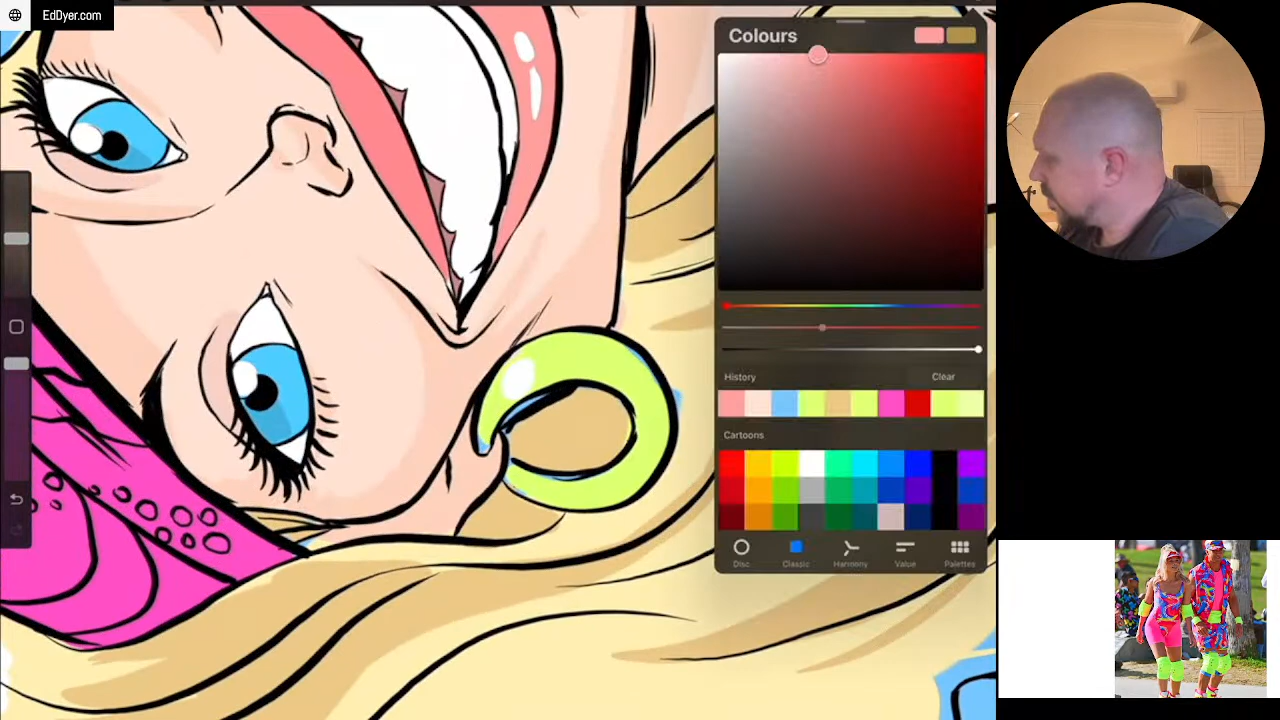 EdDyer.com
Colours
History
Clear
Cartoons
Disc
Classic
Harmony
Value
Palettes